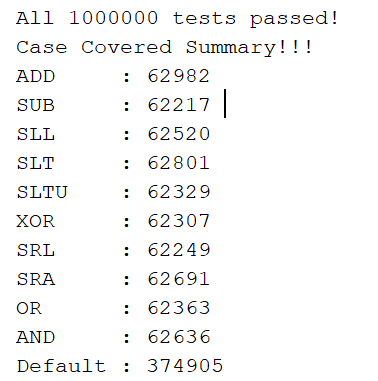 All 1000000 tests passed!
Case Covered Summary!!!
ADD     : 62982
SUB     : 62217
SLL     : 62520
SLT     : 62801
SLTU    : 62329
XOR     : 62307
SRL     : 62249
SRA     : 62691
OR      : 62363
AND     : 62636
Default : 374905